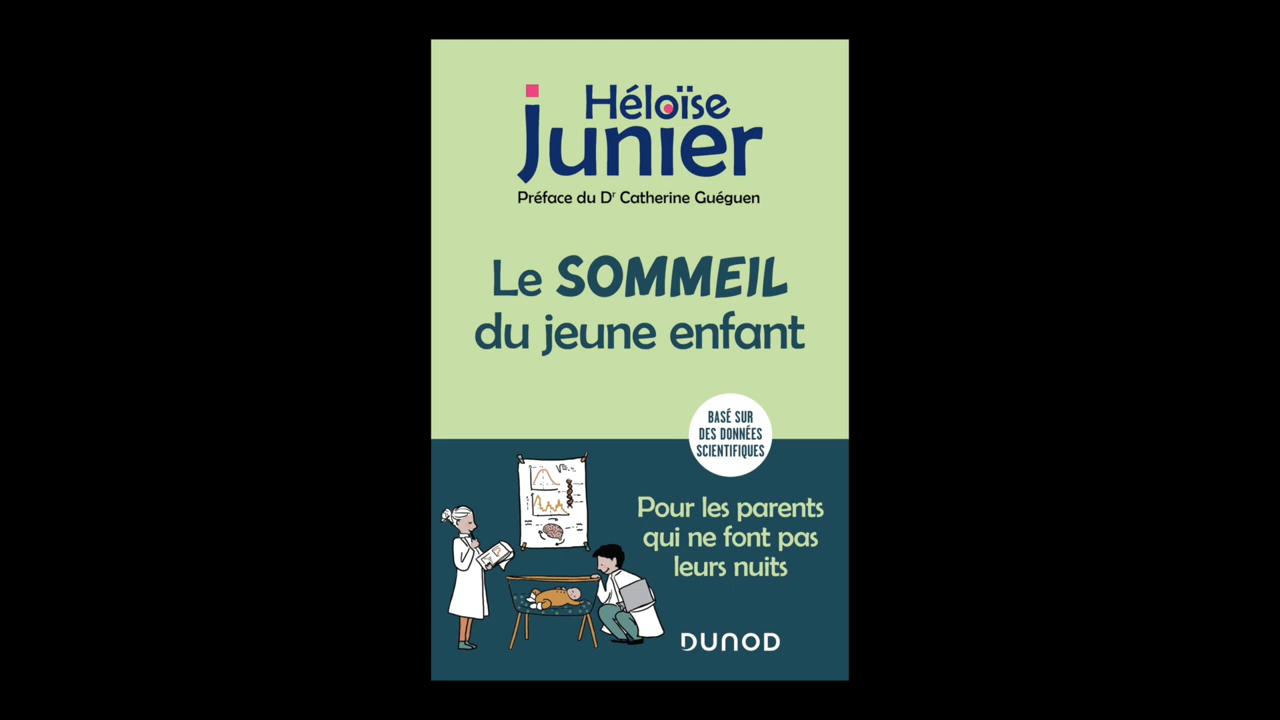 Héloïse
Junier
Préface du Dr Catherine Guéguen
Le SOMMEIL
du jeune enfant
BASÉ SUR
DES DONNÉES
SCIENTIFIQUES
Pour les parents
qui ne font pas
leurs nuits
DUNOD